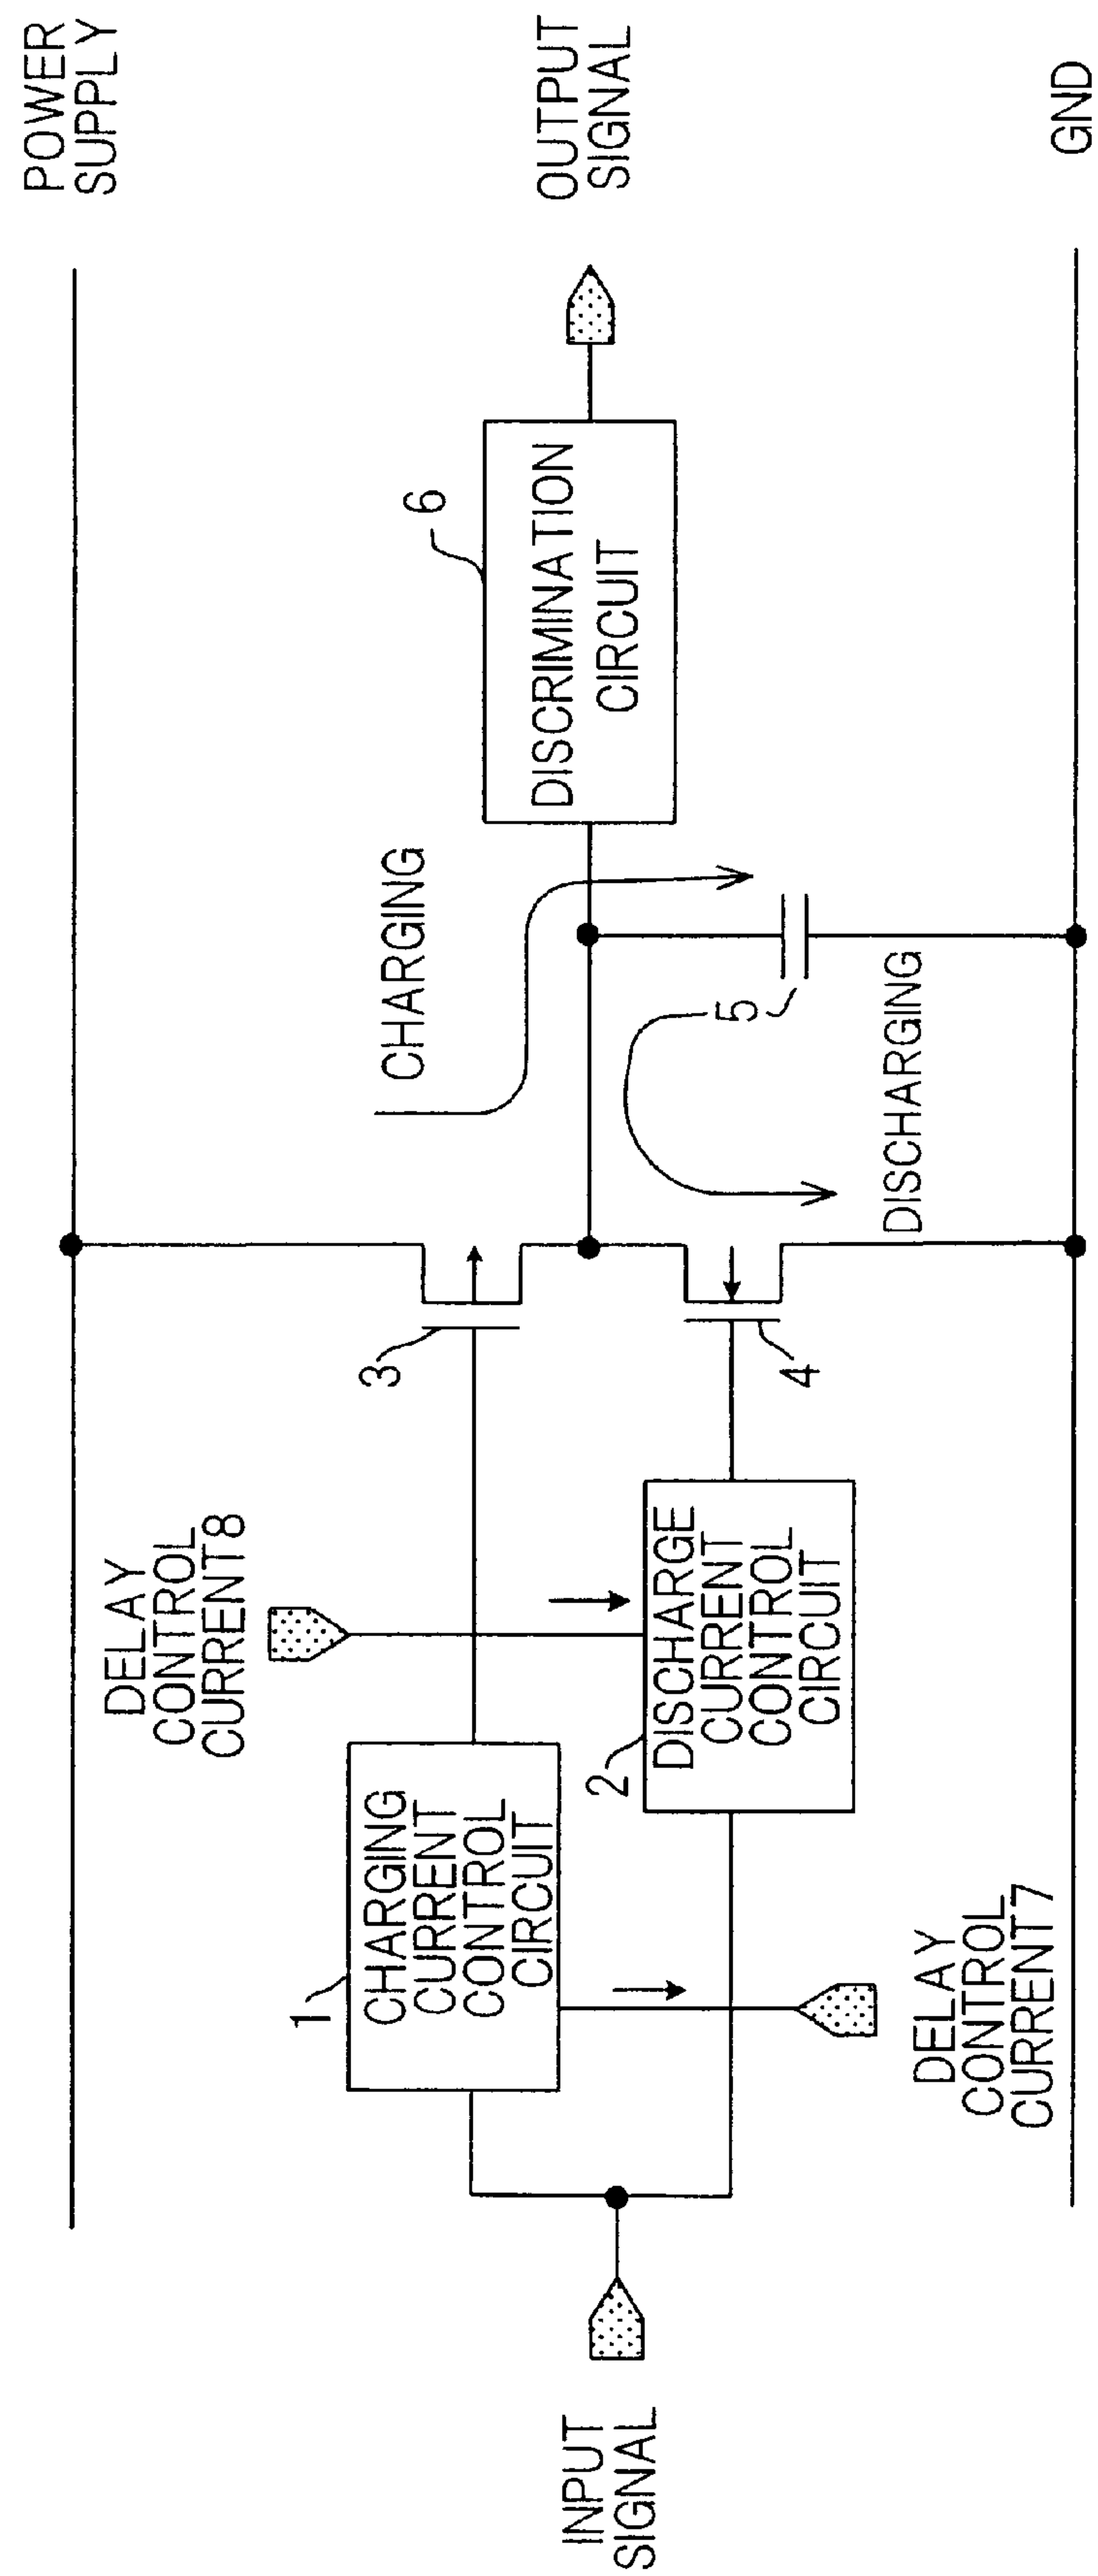 POWER
SUPPLY
DELAY
CONTROL
CURRENT8
CHARGING
6
3
1
CHARGING
CURRENT
CONTROL
CIRCUIT
DISCRIMINATION
CIRCUIT
OUTPUT
SIGNAL
INPUT
SIGNAL
2
DISCHARGE
CURRENT
CONTROL
CIRCUIT
4
5
DISCHARGING
DELAY
CONTROL
CURRENT7
GND